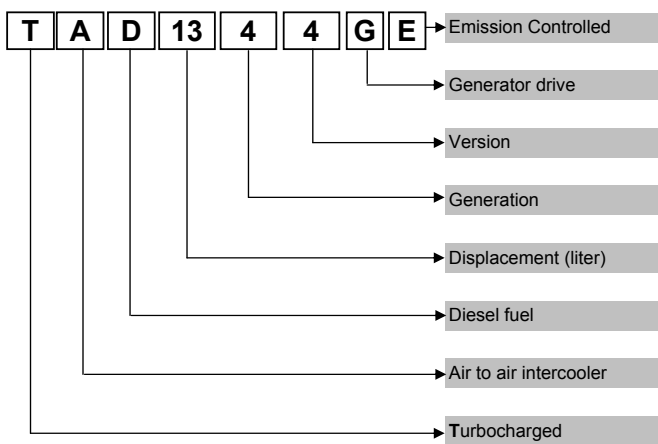 T A D 13 4 4 G E
Emission Controlled
Generator drive
Version
Generation
Displacement (liter)
Diesel fuel
Air to air intercooler
Turbocharged